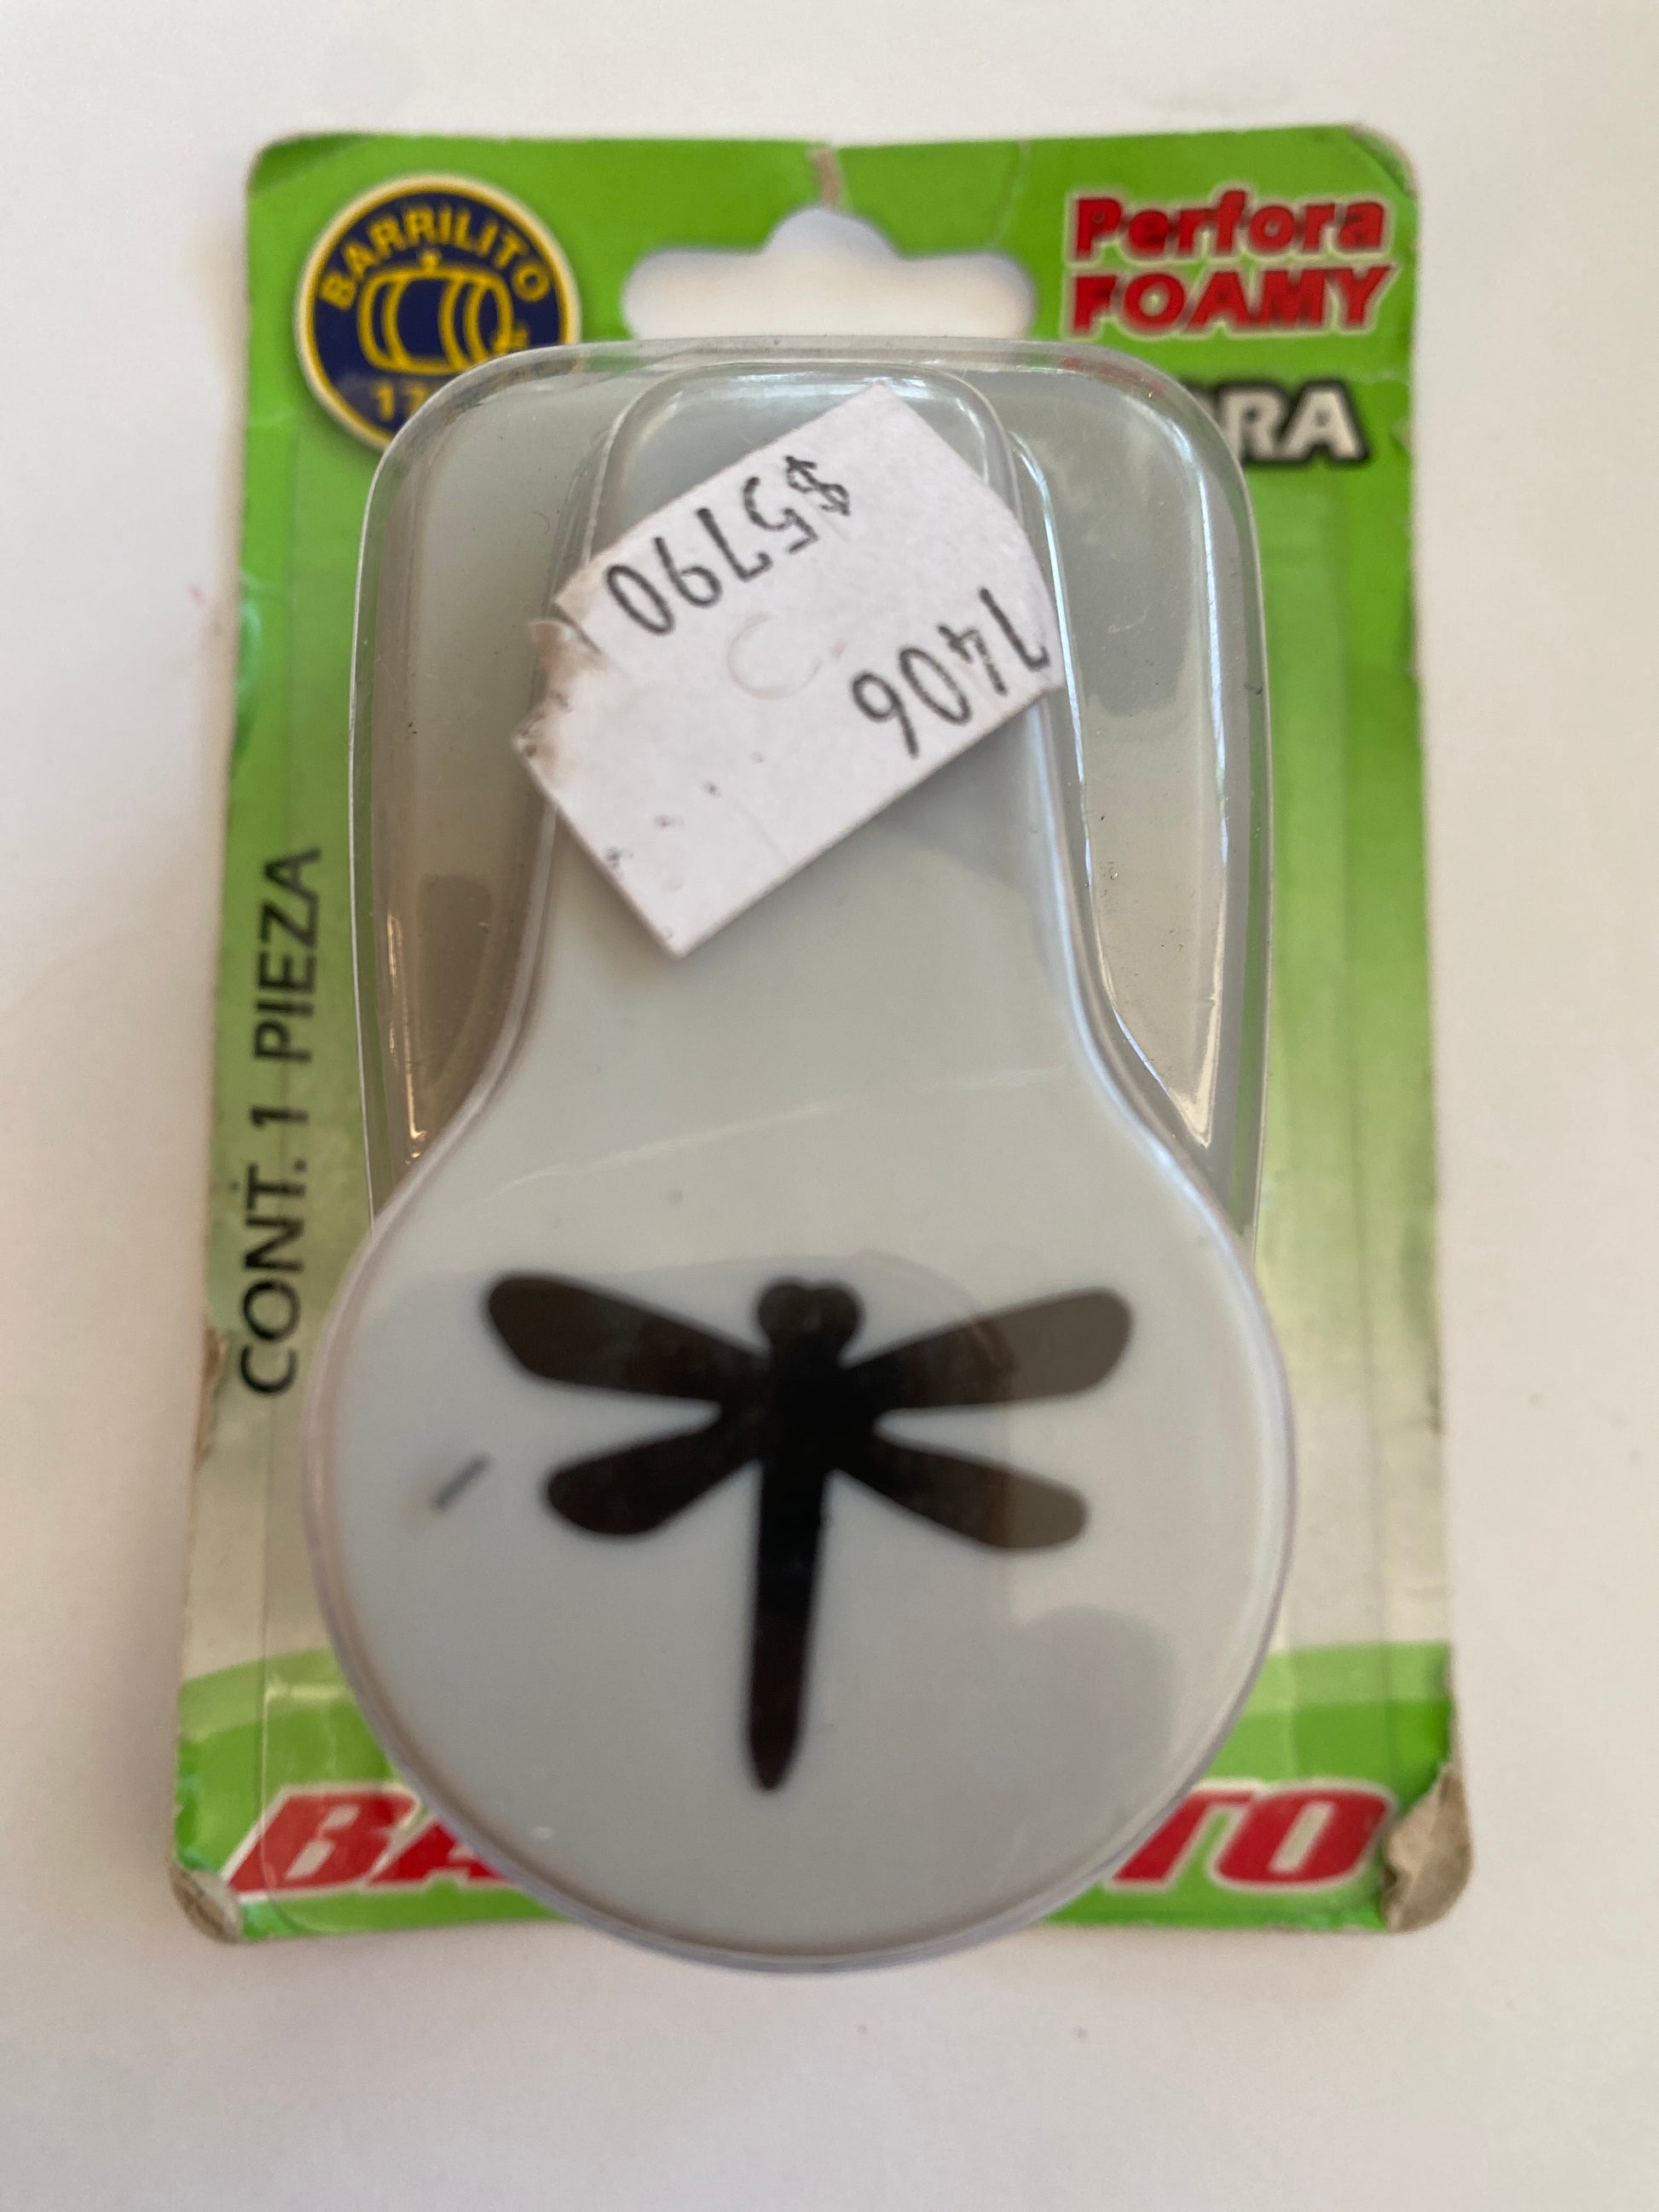 BARRILITO
Perfora
FOAMY
7406
$5790
CONT. 1 PIEZA